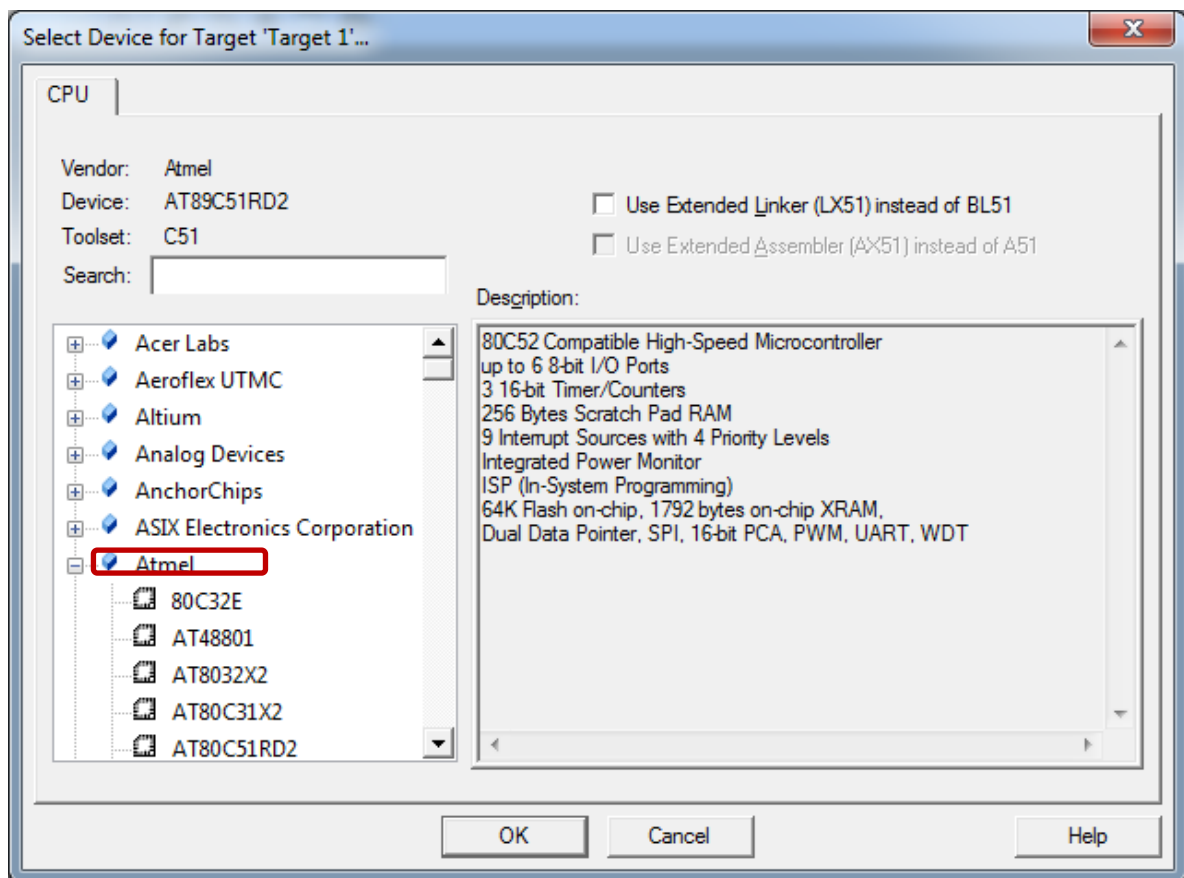 Select Device for Target 'Target 1'...
CPU
Vendor: Atmel
Device: AT89C51RD2
Toolset: C51
Search:
Use Extended Linker (LX51) instead of BL51
Use Extended Assembler (AX51) instead of A51
Description:
Acer Labs
Aeroflex UTMC
Altium
Analog Devices
AnchorChips
ASIX Electronics Corporation
Atmel
80C32E
AT48801
AT8032X2
AT80C31X2
AT80C51RD2
80C52 Compatible High-Speed Microcontroller
up to 6 8-bit I/O Ports
3 16-bit Timer/Counters
256 Bytes Scratch Pad RAM
9 Interrupt Sources with 4 Priority Levels
Integrated Power Monitor
ISP (In-System Programming)
64K Flash on-chip, 1792 bytes on-chip XRAM,
Dual Data Pointer, SPI, 16-bit PCA, PWM, UART, WDT
OK
Cancel
Help